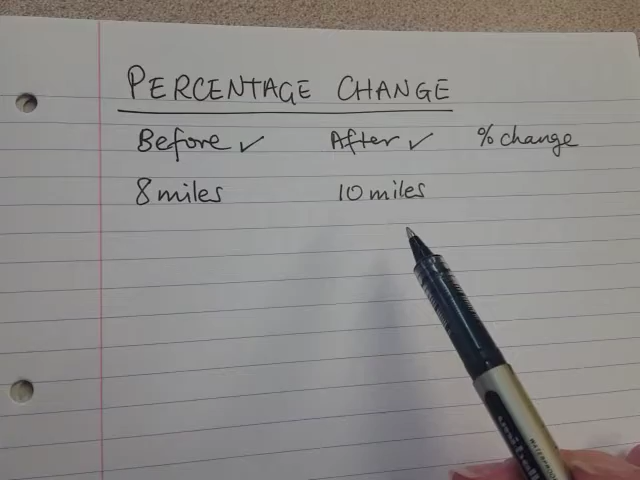 PERCENTAGE CHANGE
Before ✓ After ✓ % change
8 miles 10 miles